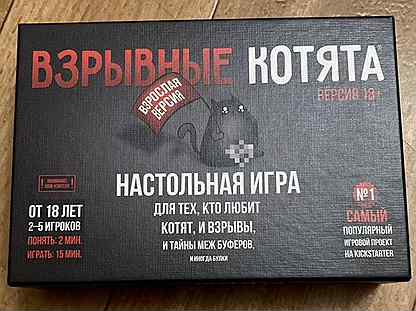 ВЗРЫВНЫЕ КОТЯТА
ВЕРСИЯ 18+
ВЗРОСЛАЯ
ВЕРСИЯ
НАСТОЛЬНАЯ ИГРА
ДЛЯ ТЕХ, КТО ЛЮБИТ
КОТЯТ, И ВЗРЫВЫ,
И ТАЙНЫ МЕЖ БУФЕРОВ,
И ИНОГДА БУЛКИ
ОТ 18 ЛЕТ
2–5 ИГРОКОВ
ПОНЯТЬ: 2 МИН.
ИГРАТЬ: 15 МИН.
№1
САМЫЙ
ПОПУЛЯРНЫЙ
ИГРОВОЙ ПРОЕКТ
НА KICKSTARTER